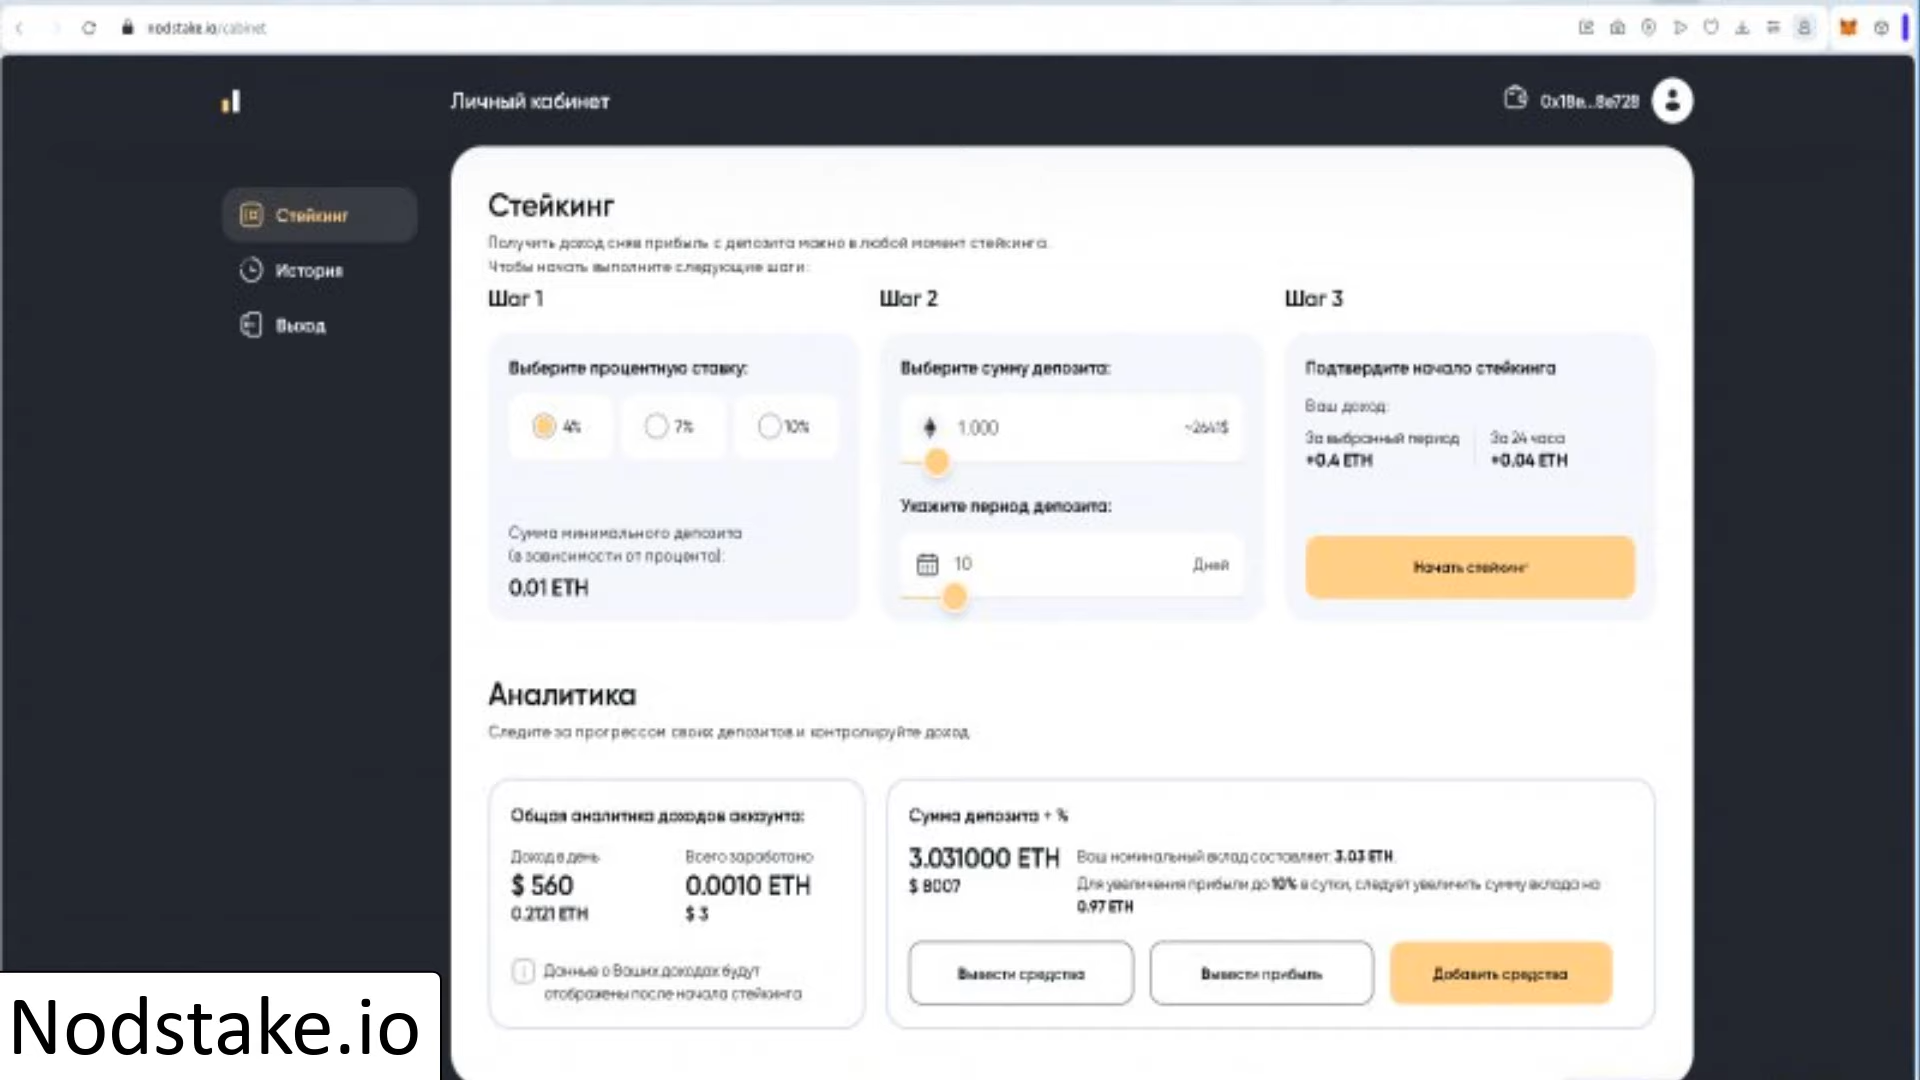 nodstake.io/cabinet
Личный кабинет
0x18e...8e728
Стейкинг
История
Выход
Стейкинг
Получить доход сняв прибыль с депозита можно в любой момент стейкинга.
Чтобы начать выполните следующие шаги:
Шаг 1
Выберите процентную ставку:
4%
7%
10%
Сумма минимального депозита
(в зависимости от процента):
0.01 ETH
Шаг 2
Выберите сумму депозита:
1.000
~2641$
Укажите период депозита:
10
Дней
Шаг 3
Подтвердите начало стейкинга
Ваш доход:
За выбранный период
+0.4 ETH
За 24 часа
+0.04 ETH
Начать стейкинг
Аналитика
Следите за прогрессом своих депозитов и контролируйте доход
Общая аналитика доходов аккаунта:
Доход в день
$ 560
0.2121 ETH
Всего заработано
0.0010 ETH
$ 3
Данные о Ваших доходах будут
отображены после начала стейкинга
Сумма депозита + %
3.031000 ETH
$ 8007
Ваш номинальный вклад составляет: 3.03 ETH.
Для увеличения прибыли до 10% в сутки, следует увеличить сумму вклада на
0.97 ETH
Вывести средства
Вывести прибыль
Добавить средства
Nodstake.io